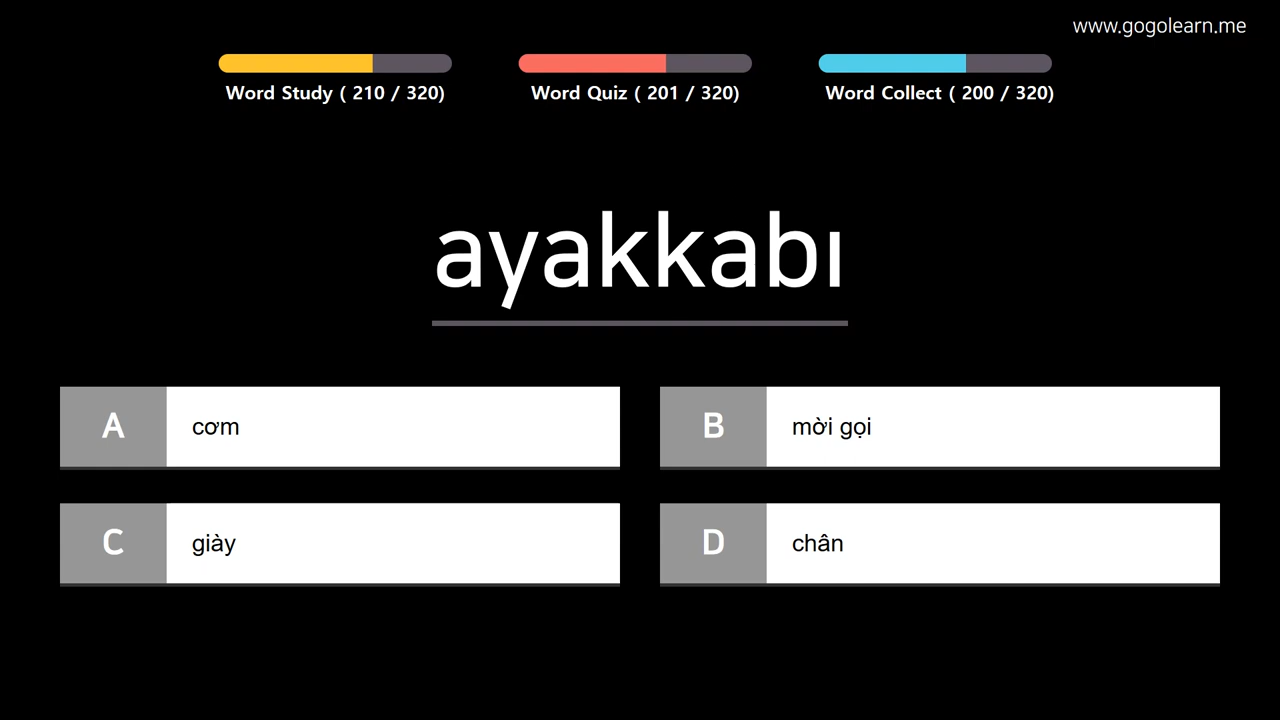 www.gogolearn.me
Word Study ( 210 / 320)
Word Quiz ( 201 / 320)
Word Collect ( 200 / 320)
ayakkabı
A
cơm
B
mời gọi
C
giày
D
chân